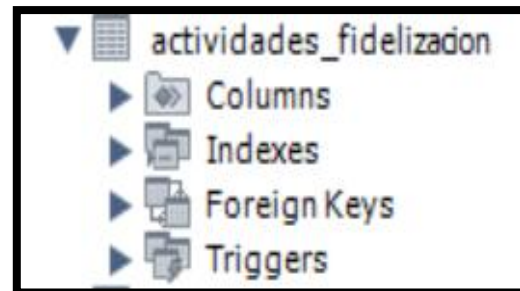 actividades_fidelizacion
Columns
Indexes
Foreign Keys
Triggers